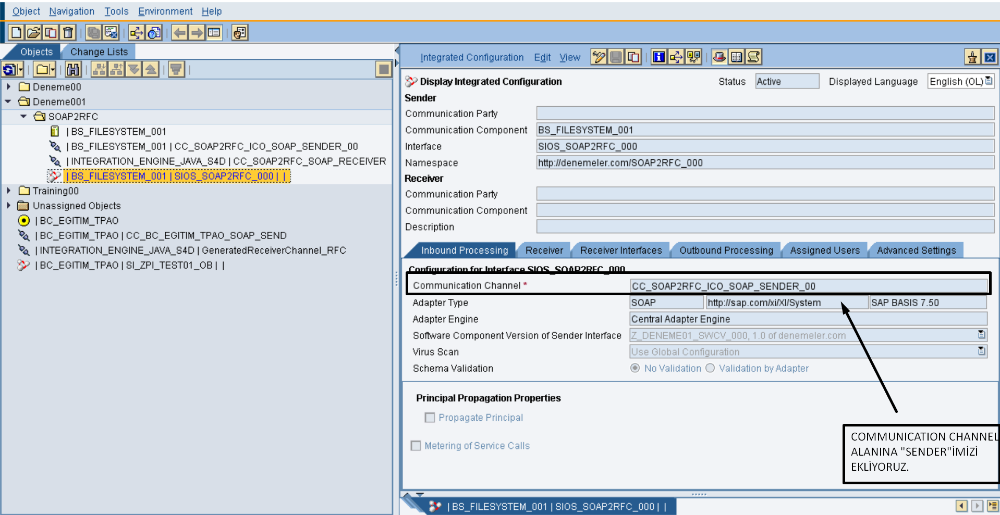 Object Navigation Tools Environment Help
Objects Change Lists
Deneme00
Deneme001
SOAP2RFC
| BS_FILESYSTEM_001
| BS_FILESYSTEM_001 | CC_SOAP2RFC_ICO_SOAP_SENDER_00
| INTEGRATION_ENGINE_JAVA_S4D | CC_SOAP2RFC_SOAP_RECEIVER
| BS_FILESYSTEM_001 | SIOS_SOAP2RFC_000 | |
Training00
Unassigned Objects
| BC_EGITIM_TPAO
| BC_EGITIM_TPAO | CC_BC_EGITIM_TPAO_SOAP_SEND
| INTEGRATION_ENGINE_JAVA_S4D | GeneratedReceiverChannel_RFC
| BC_EGITIM_TPAO | SI_ZPI_TEST01_OB | |
Integrated Configuration Edit View
Display Integrated Configuration Status Active Displayed Language English (OL)
Sender
Communication Party
Communication Component BS_FILESYSTEM_001
Interface SIOS_SOAP2RFC_000
Namespace http://denemeler.com/SOAP2RFC_000
Receiver
Communication Party
Communication Component
Description
Inbound Processing Receiver Receiver Interfaces Outbound Processing Assigned Users Advanced Settings
Configuration for Interface SIOS_SOAP2RFC_000
Communication Channel * CC_SOAP2RFC_ICO_SOAP_SENDER_00
Adapter Type SOAP http://sap.com/xi/XI/System SAP BASIS 7.50
Adapter Engine Central Adapter Engine
Software Component Version of Sender Interface Z_DENEME01_SWCV_000, 1.0 of denemeler.com
Virus Scan Use Global Configuration
Schema Validation No Validation Validation by Adapter
Principal Propagation Properties
Propagate Principal
Metering of Service Calls
COMMUNICATION CHANNEL
ALANINA "SENDER"İMİZİ
EKLİYORUZ.
| BS_FILESYSTEM_001 | SIOS_SOAP2RFC_000 | |